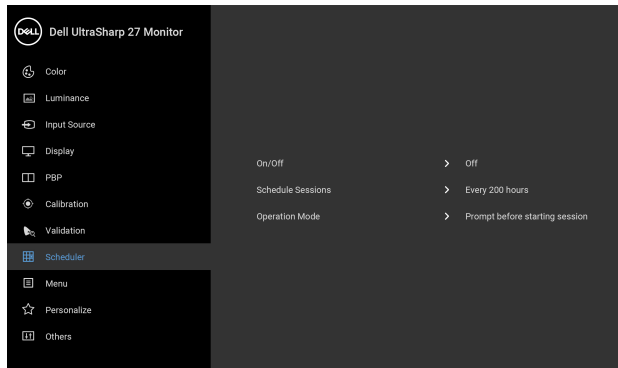 DELL Dell UltraSharp 27 Monitor
Color
Luminance
Input Source
Display
PBP
Calibration
Validation
Scheduler
Menu
Personalize
Others
On/Off Off
Schedule Sessions Every 200 hours
Operation Mode Prompt before starting session